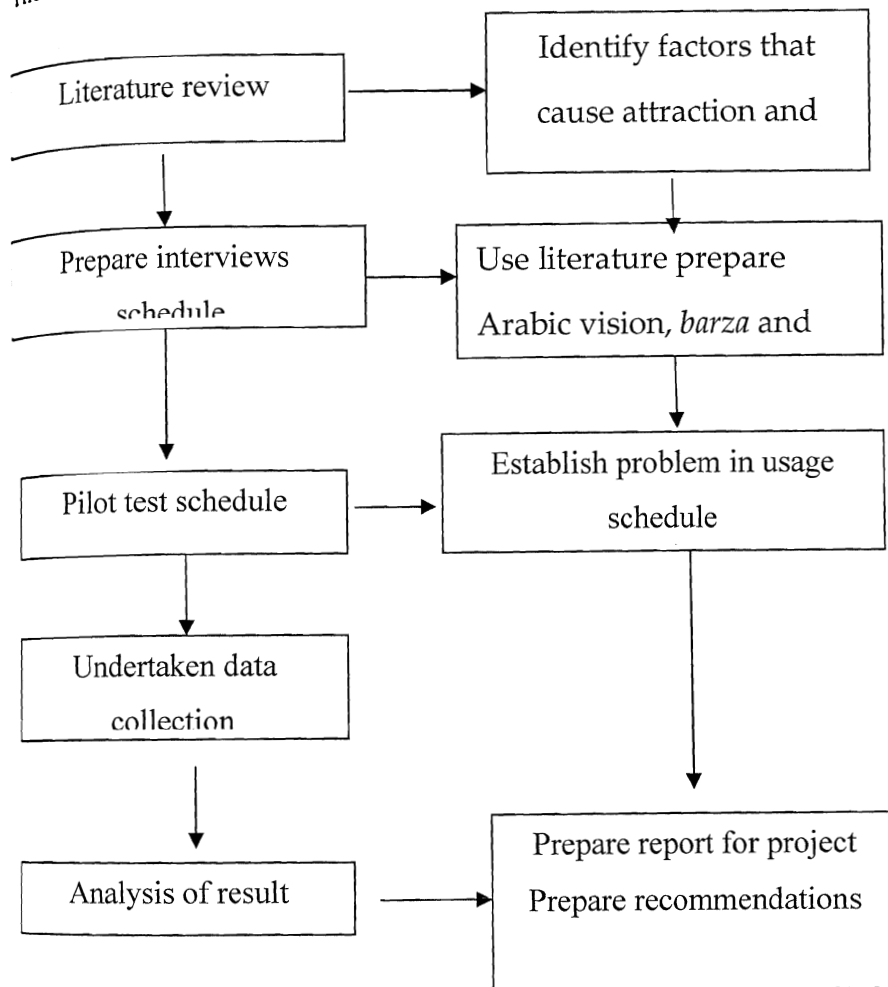 Literature review
Identify factors that
cause attraction and
Prepare interviews
schedule
Use literature prepare
Arabic vision, barza and
Pilot test schedule
Establish problem in usage
schedule
Undertaken data
collection
Analysis of result
Prepare report for project
Prepare recommendations